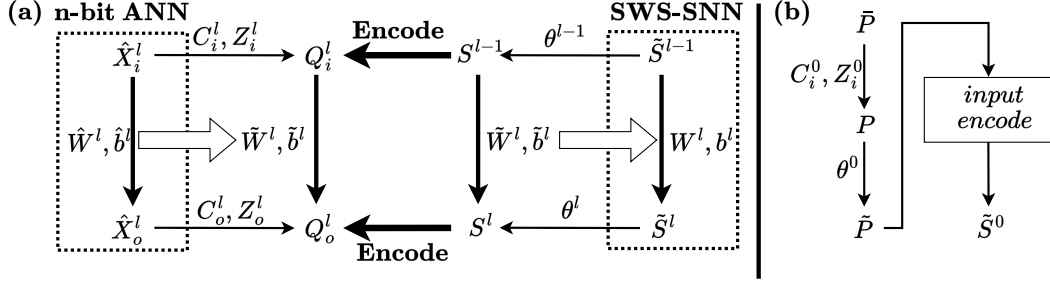 (a) n-bit ANN SWS-SNN (b)
Encode
C_i^l, Z_i^l θ^{l-1} P̄
X̂_i^l Q_i^l S^{l-1} S̃^{l-1}
C_i^0, Z_i^0 input
encode
Ŵ^l, b̂^l W̃^l, b̃^l W̃^l, b̃^l W^l, b^l P
θ^0
C_o^l, Z_o^l θ^l
X̂_o^l Q_o^l S^l S̃^l P̃ S̃^0
Encode